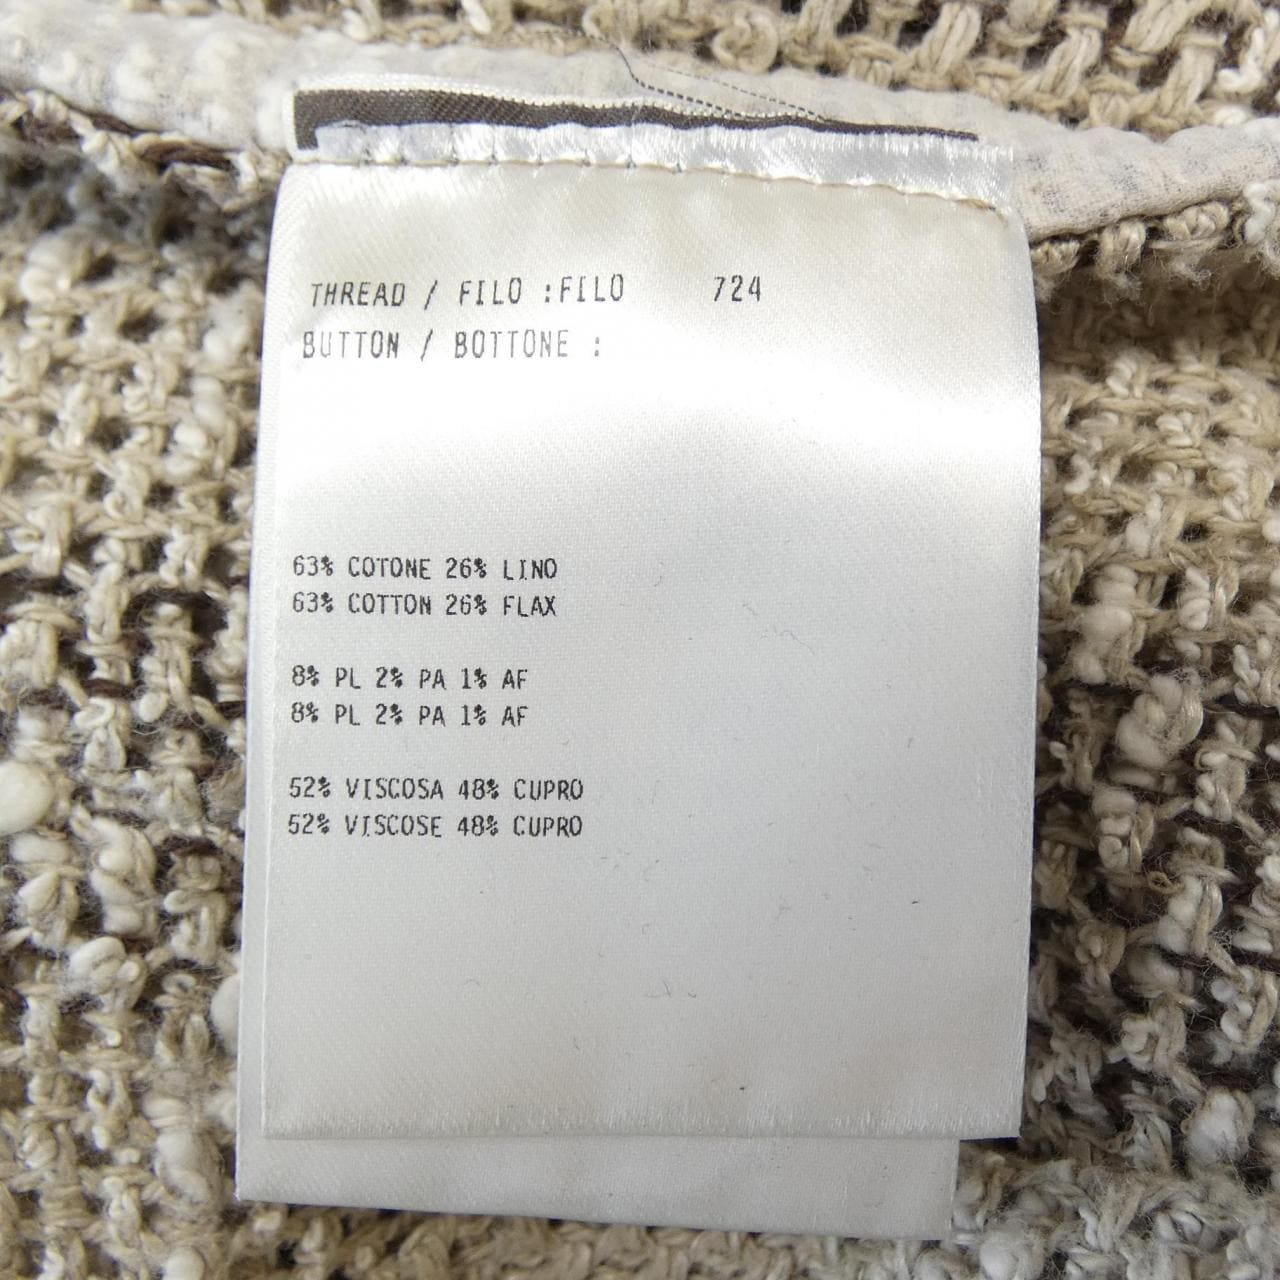 THREAD / FILO :FILO 724
BUTTON / BOTTONE :
63% COTONE 26% LINO
63% COTTON 26% FLAX
8% PL 2% PA 1% AF
8% PL 2% PA 1% AF
52% VISCOSA 48% CUPRO
52% VISCOSE 48% CUPRO